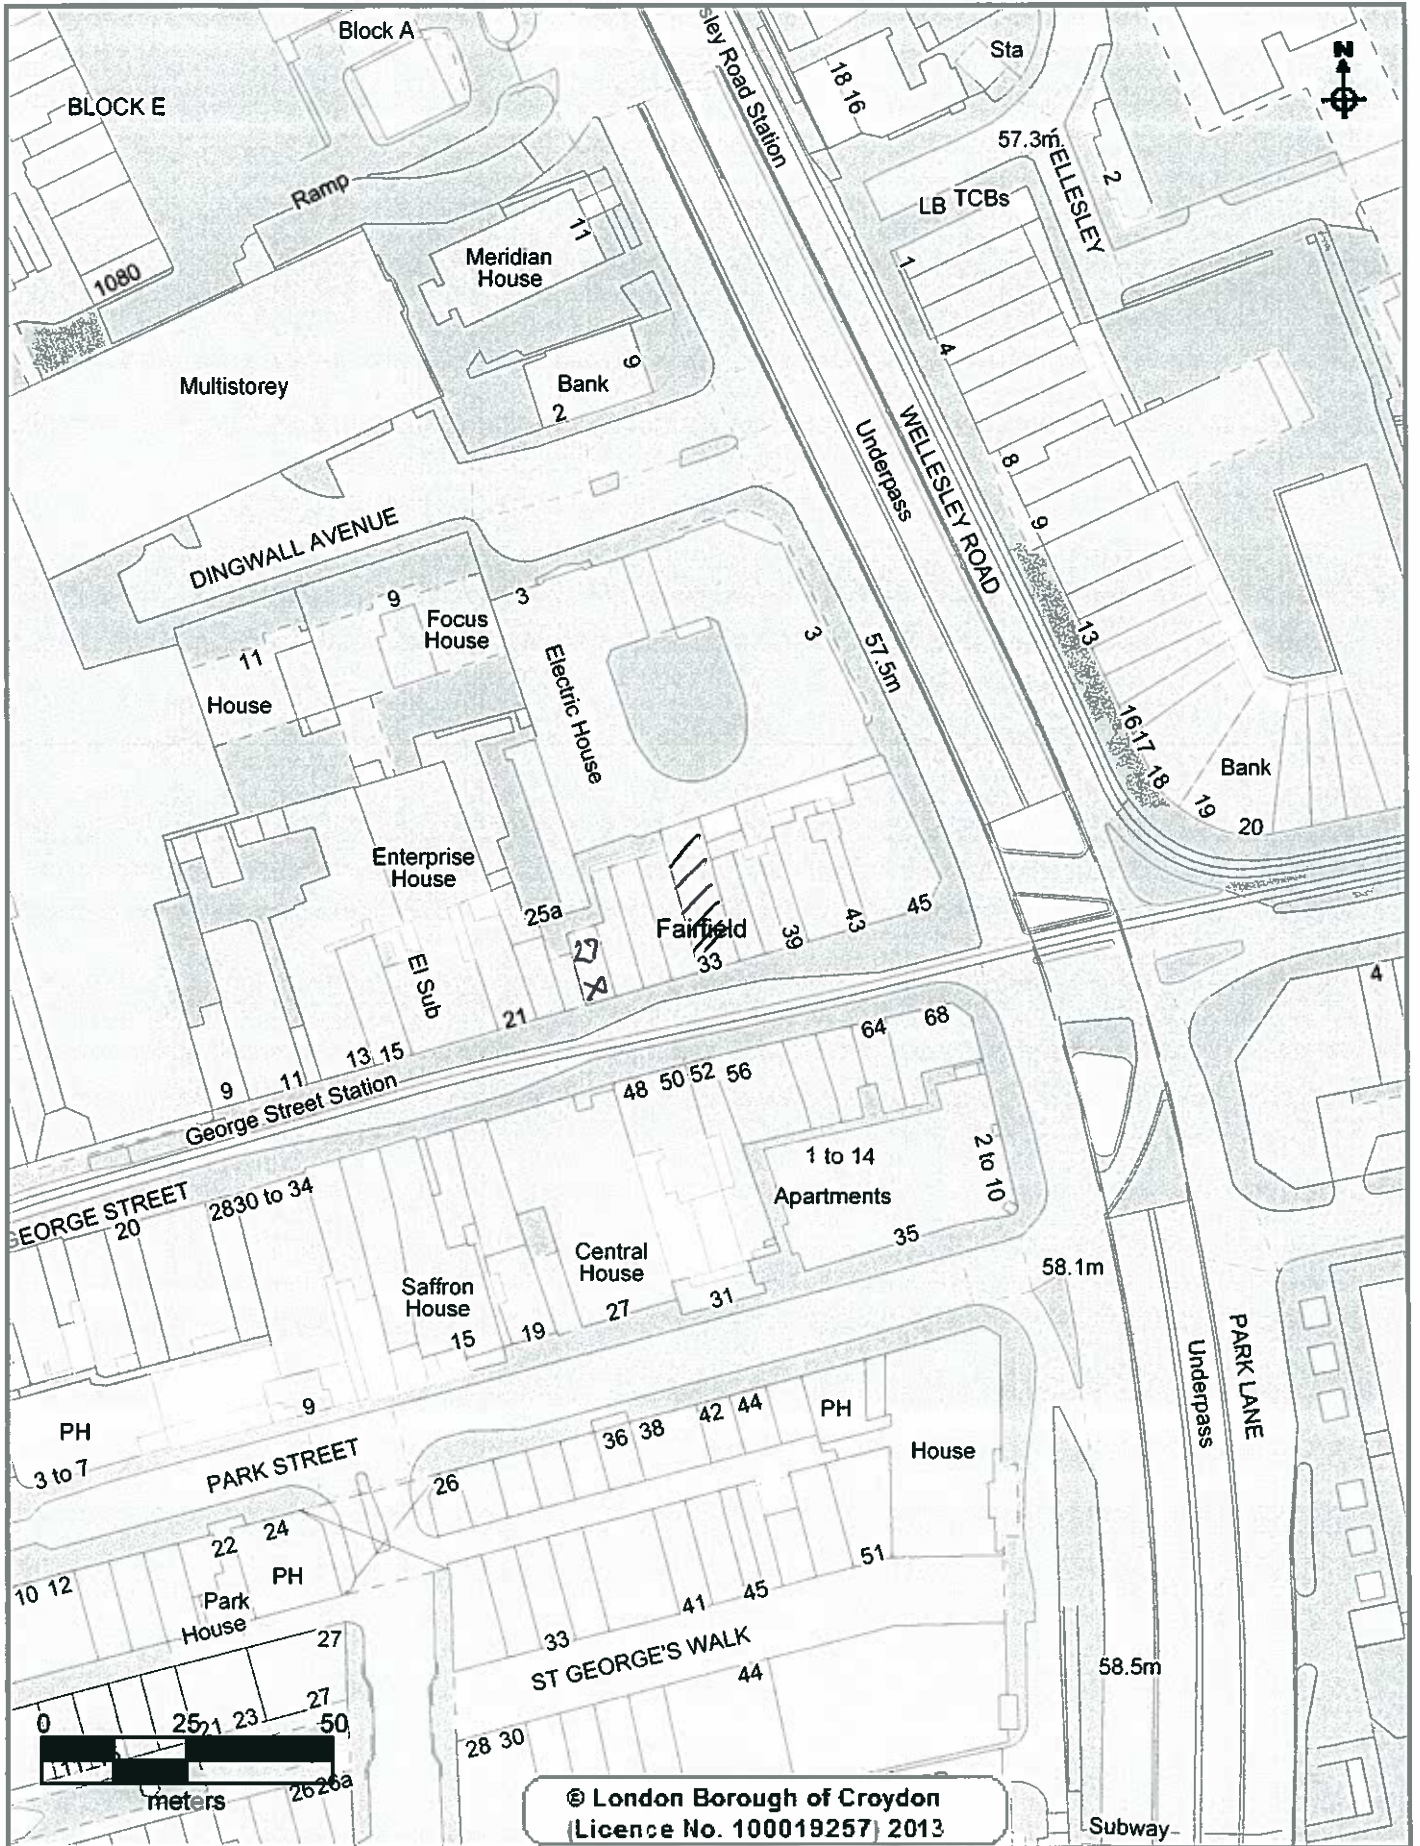 Block A
sley Road Station
Sta
N
18 16
BLOCK E
57.3m
ELLESLEY
2
Ramp
LB TCBs
11
Meridian
House
1
1080
4
Multistorey
Bank
9
2
WELLESLEY ROAD
Underpass
8
9
DINGWALL AVENUE
9
3
Focus
House
3
13
11
57.5m
Electric House
House
16
17
18
Bank
19
20
Enterprise
House
25a
Fairfield
45
43
39
27
X
33
El Sub
4
21
68
64
13 15
9
11
George Street Station
48 50 52 56
1 to 14
Apartments
2 to 10
GEORGE STREET
20
2830 to 34
35
Central
House
58.1m
Saffron
House
27
31
15
19
PARK LANE
Underpass
9
PH
42 44
PH
36 38
House
3 to 7
PARK STREET
26
22
24
51
PH
10 12
Park
House
41
45
27
33
ST GEORGE'S WALK
44
58.5m
27
0
25
50
21 23
28 30
meters
26 26a
© London Borough of Croydon
Licence No. 100019257 2013
Subway